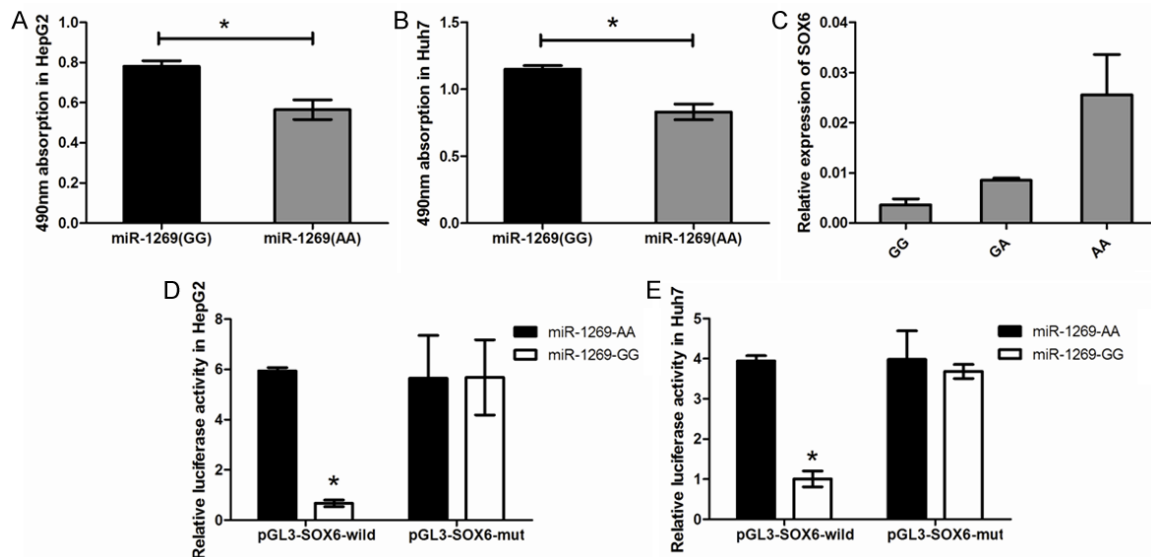 A
490nm absorption in HepG2
1.0
0.8
0.6
0.4
0.2
0.0
*
miR-1269(GG)
miR-1269(AA)
B
490nm absorption in Huh7
1.5
1.0
0.5
0.0
*
miR-1269(GG)
miR-1269(AA)
C
Relative expression of SOX6
0.04
0.03
0.02
0.01
0.00
GG
GA
AA
D
Relative luciferase activity in HepG2
8
6
4
2
0
*
pGL3-SOX6-wild
pGL3-SOX6-mut
miR-1269-AA
miR-1269-GG
E
Relative luciferase activity in Huh7
5
4
3
2
1
0
*
pGL3-SOX6-wild
pGL3-SOX6-mut
miR-1269-AA
miR-1269-GG